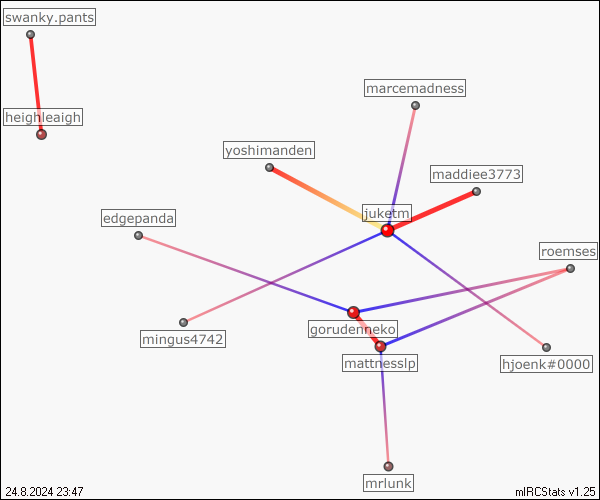 swanky.pants
marcemadness
heighleaigh
yoshimanden
maddiee3773
juketm
edgepanda
roemses
gorudenneko
mingus4742
mattnesslp
hjoenk#0000
mrlunk
24.8.2024 23:47
mIRCStats v1.25